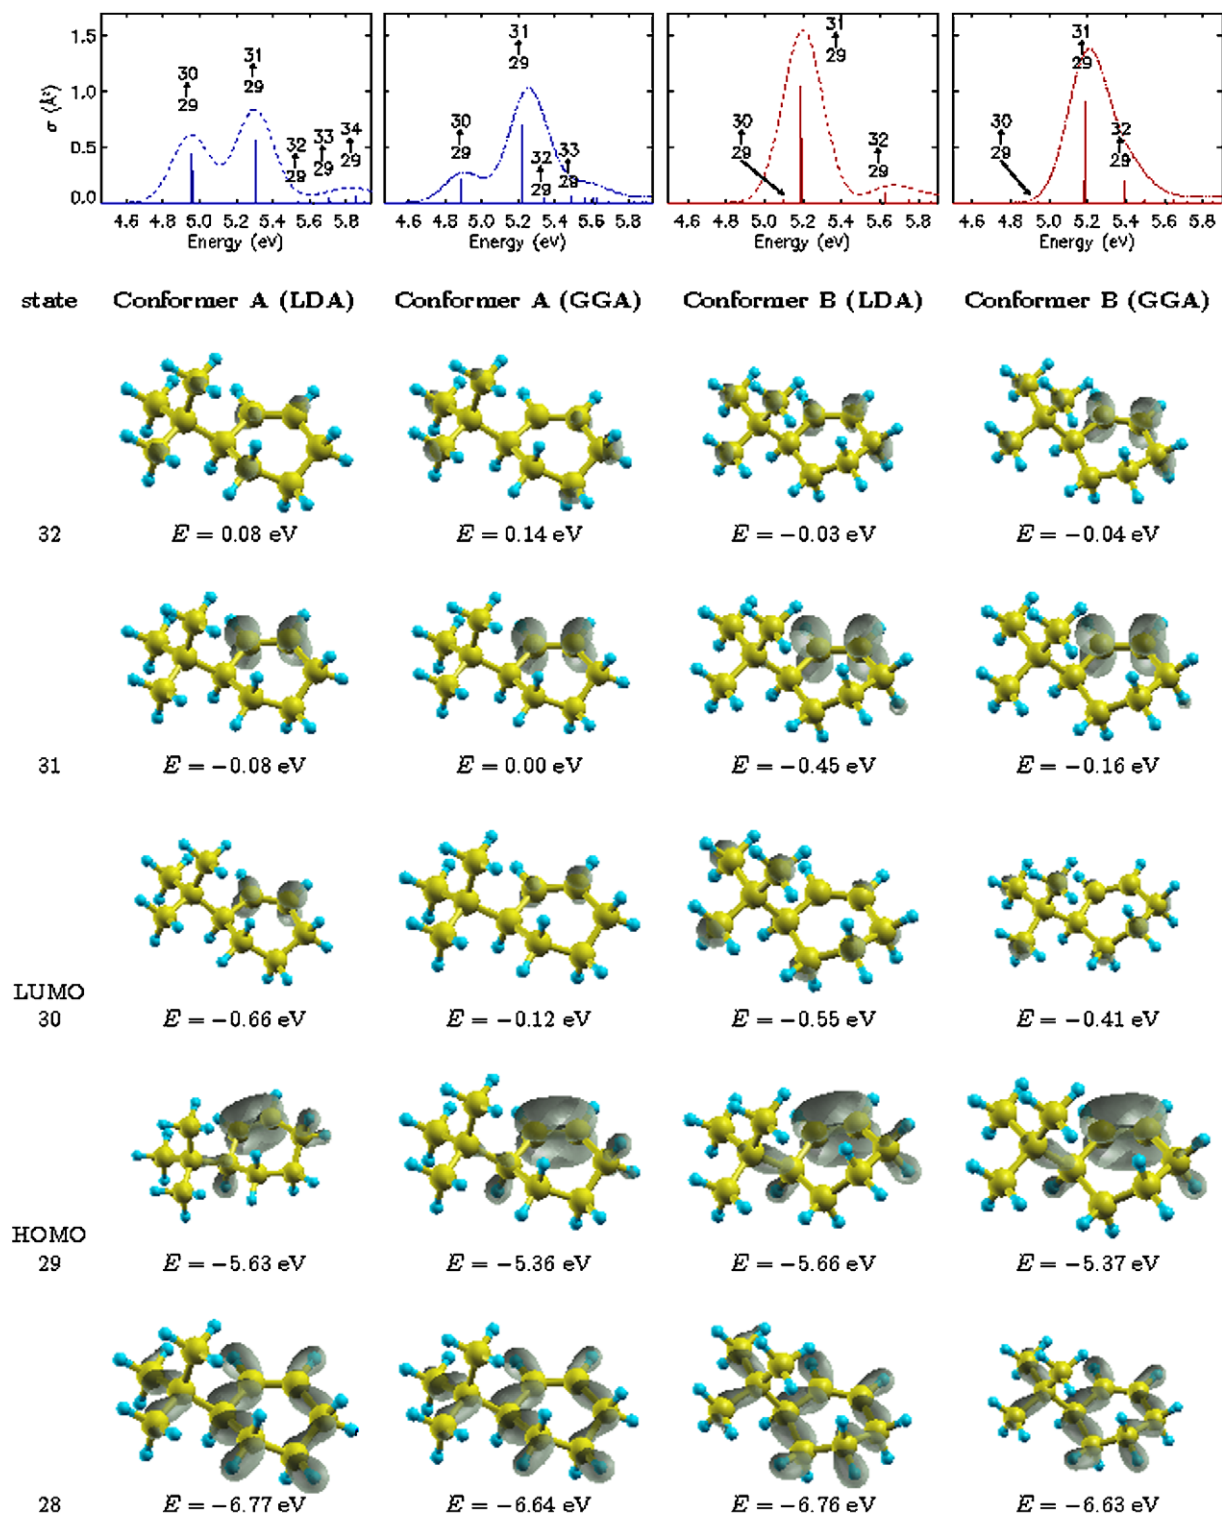 1.5
1.0
0.5
0.0
σ (Å²)
30
29
31
29
32
29
33
29
34
29
4.6 5.0 5.2 5.4 5.6 5.8
Energy (eV)
31
29
30
29
32
29
33
29
4.6 5.0 5.2 5.4 5.6 5.8
Energy (eV)
31
29
30
29
32
29
4.6 5.0 5.2 5.4 5.6 5.8
Energy (eV)
31
29
30
29
32
29
4.6 5.0 5.2 5.4 5.6 5.8
Energy (eV)
state Conformer A (LDA) Conformer A (GGA) Conformer B (LDA) Conformer B (GGA)
32 E = 0.08 eV E = 0.14 eV E = −0.03 eV E = −0.04 eV
31 E = −0.08 eV E = 0.00 eV E = −0.45 eV E = −0.16 eV
LUMO
30 E = −0.66 eV E = −0.12 eV E = −0.55 eV E = −0.41 eV
HOMO
29 E = −5.63 eV E = −5.36 eV E = −5.66 eV E = −5.37 eV
28 E = −6.77 eV E = −6.64 eV E = −6.76 eV E = −6.63 eV